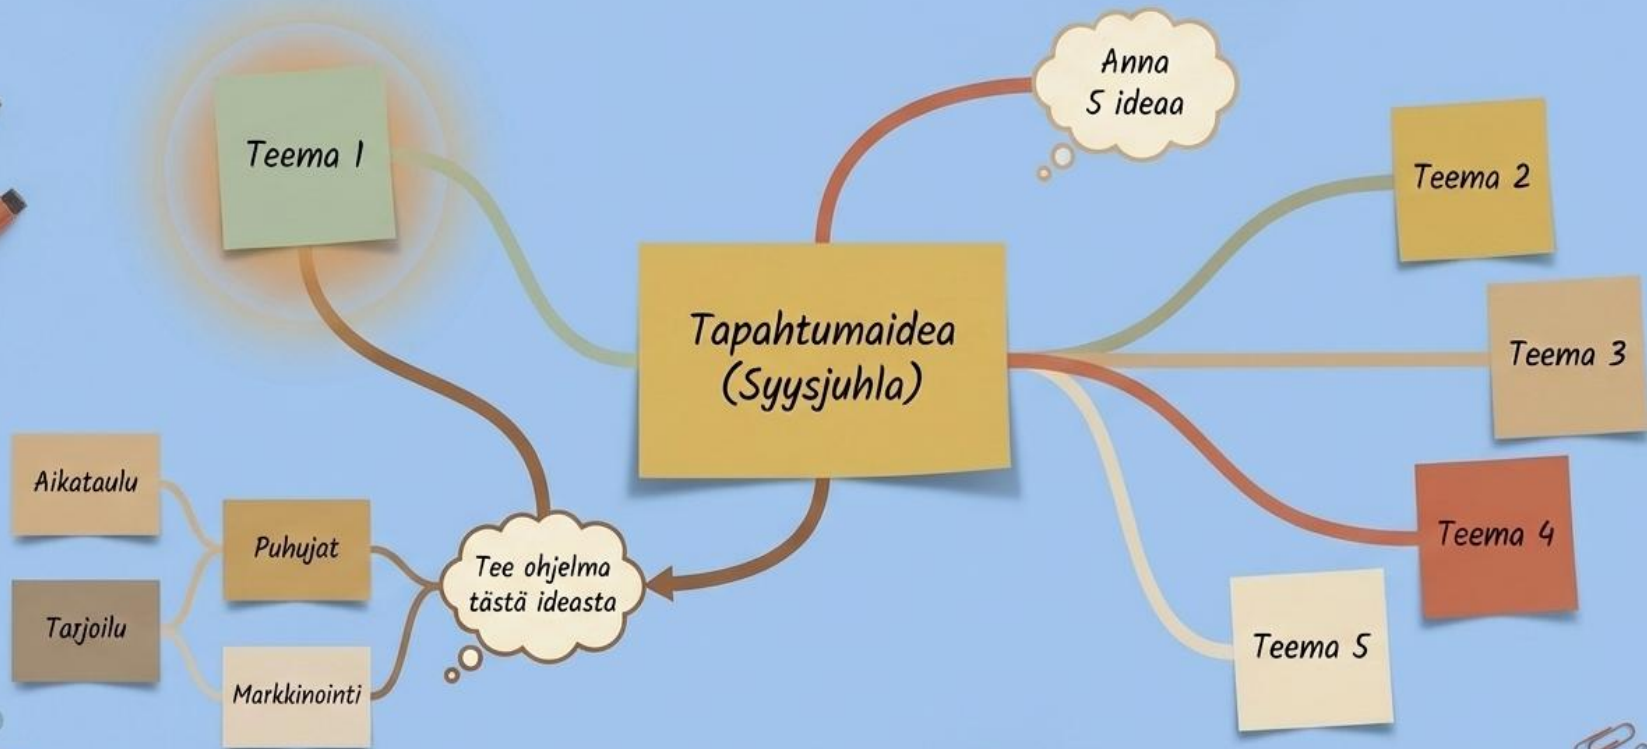 Anna
5 ideaa
Teema 1
Teema 2
Tapahtumaidea
(Syysjuhla)
Teema 3
Aikataulu
Puhujat
Tee ohjelma
tästä ideasta
Teema 4
Tarjoilu
Markkinointi
Teema 5